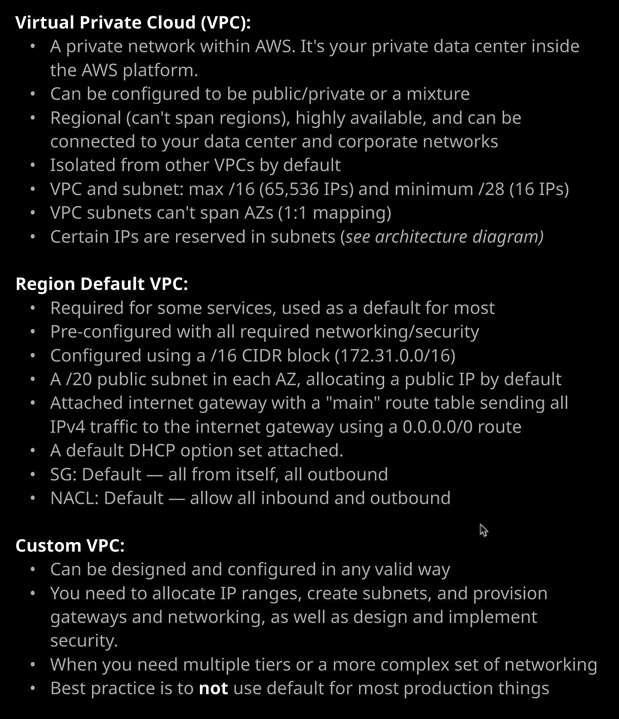 Virtual Private Cloud (VPC):
• A private network within AWS. It's your private data center inside
the AWS platform.
• Can be configured to be public/private or a mixture
• Regional (can't span regions), highly available, and can be
connected to your data center and corporate networks
• Isolated from other VPCs by default
• VPC and subnet: max /16 (65,536 IPs) and minimum /28 (16 IPs)
• VPC subnets can't span AZs (1:1 mapping)
• Certain IPs are reserved in subnets (see architecture diagram)
Region Default VPC:
• Required for some services, used as a default for most
• Pre-configured with all required networking/security
• Configured using a /16 CIDR block (172.31.0.0/16)
• A /20 public subnet in each AZ, allocating a public IP by default
• Attached internet gateway with a "main" route table sending all
IPv4 traffic to the internet gateway using a 0.0.0.0/0 route
• A default DHCP option set attached.
• SG: Default — all from itself, all outbound
• NACL: Default — allow all inbound and outbound
Custom VPC:
• Can be designed and configured in any valid way
• You need to allocate IP ranges, create subnets, and provision
gateways and networking, as well as design and implement
security.
• When you need multiple tiers or a more complex set of networking
• Best practice is to not use default for most production things